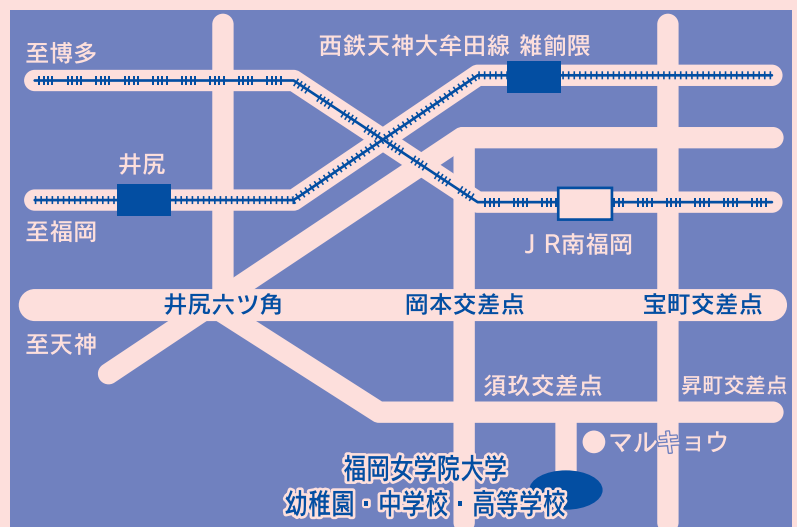 至博多
西鉄天神大牟田線 雑餉隈
井尻
至福岡
JR南福岡
井尻六ツ角
岡本交差点
宝町交差点
至天神
須玖交差点
昇町交差点
マルキョウ
福岡女学院大学
幼稚園・中学校・高等学校